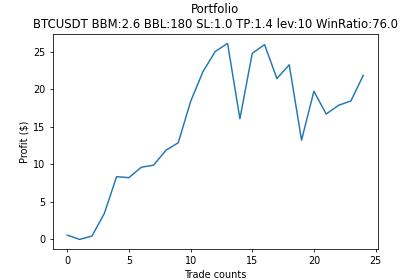 Portfolio
BTCUSDT BBM:2.6 BBL:180 SL:1.0 TP:1.4 lev:10 WinRatio:76.0
25
20
15
10
5
0
Profit ($)
0 5 10 15 20 25
Trade counts